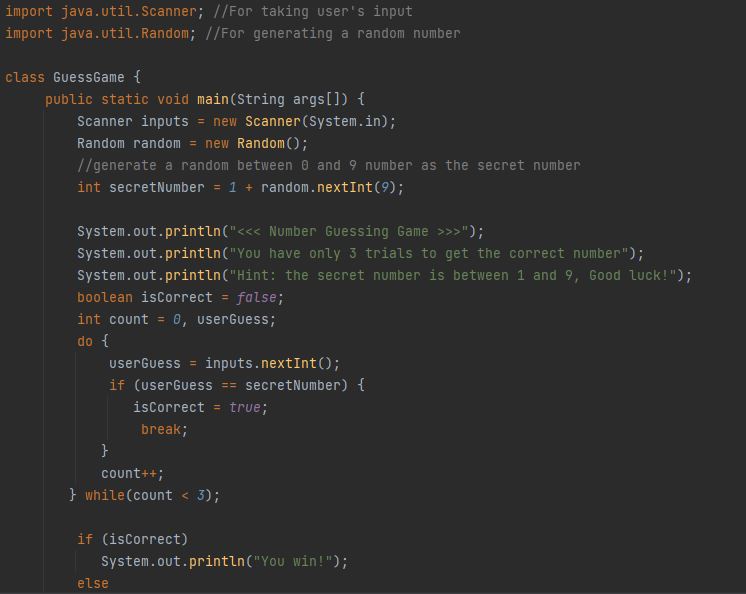 import java.util.Scanner; //For taking user's input
import java.util.Random; //For generating a random number
class GuessGame {
public static void main(String args[]) {
Scanner inputs = new Scanner(System.in);
Random random = new Random();
//generate a random between 0 and 9 number as the secret number
int secretNumber = 1 + random.nextInt(9);
System.out.println("<<< Number Guessing Game >>>");
System.out.println("You have only 3 trials to get the correct number");
System.out.println("Hint: the secret number is between 1 and 9, Good luck!");
boolean isCorrect = false;
int count = 0, userGuess;
do {
userGuess = inputs.nextInt();
if (userGuess == secretNumber) {
isCorrect = true;
break;
}
count++;
} while(count < 3);
if (isCorrect)
System.out.println("You win!");
else